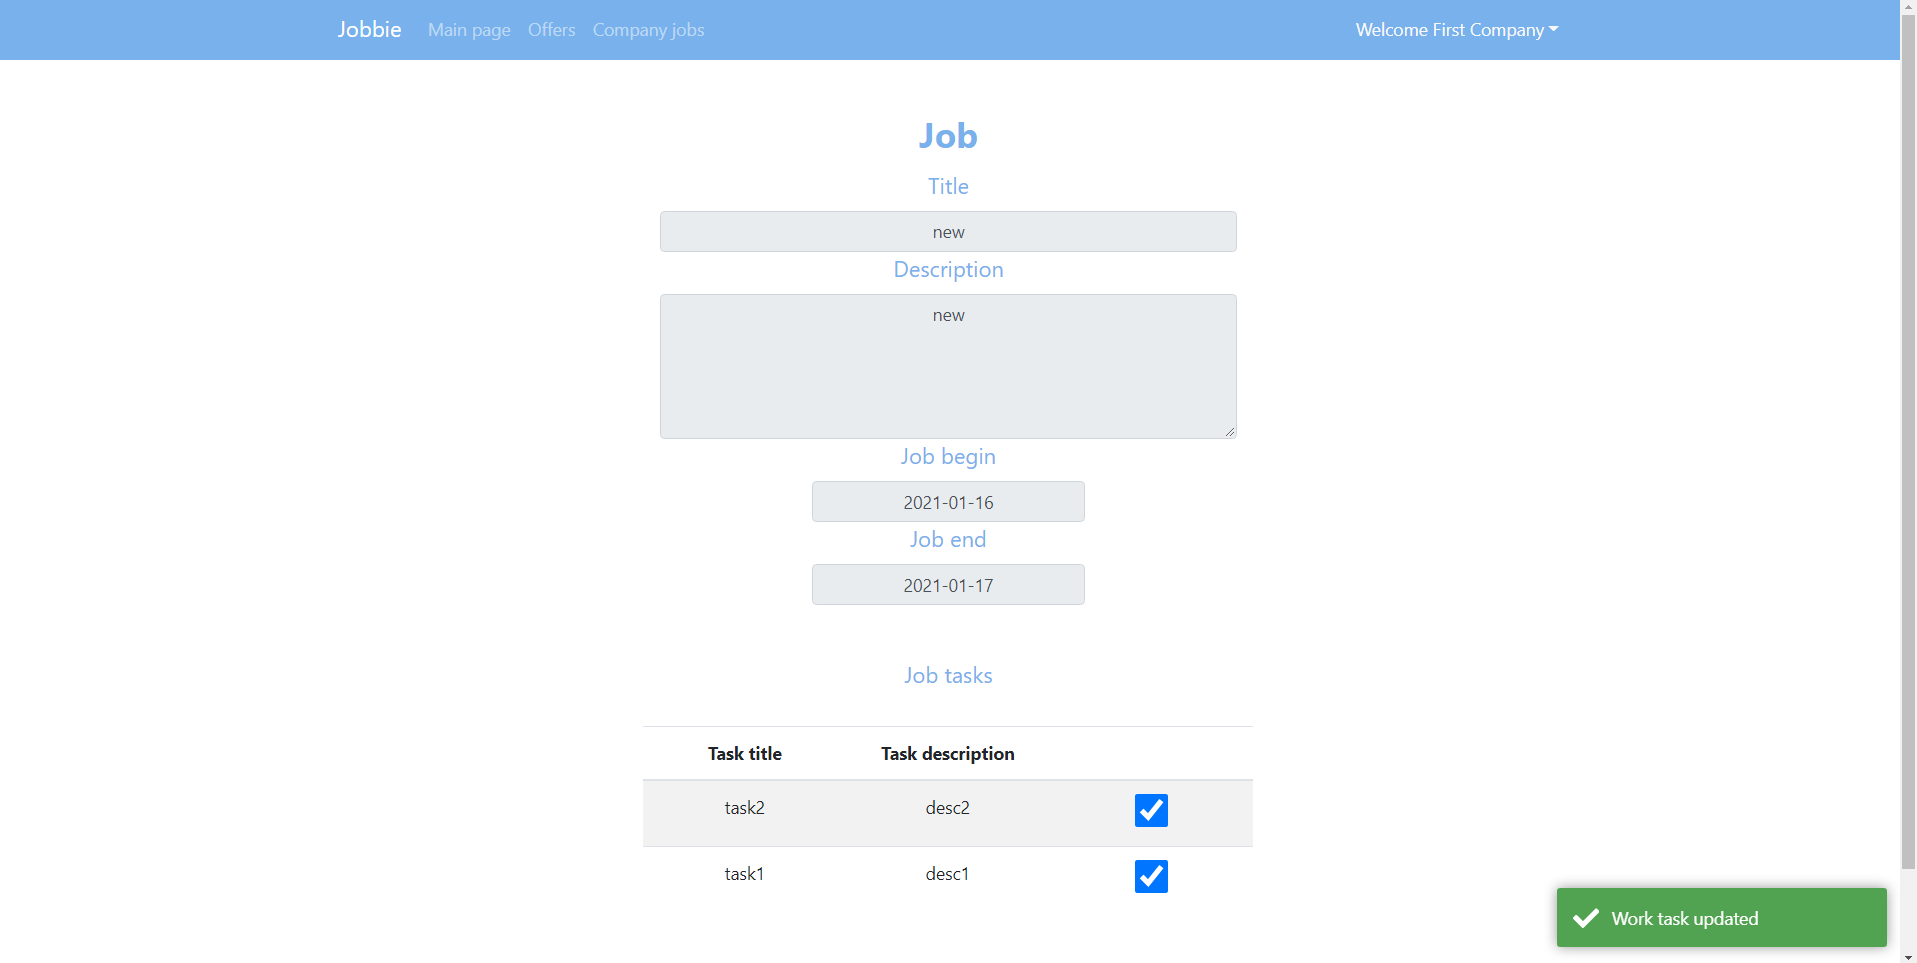 Jobbie Main page Offers Company jobs Welcome First Company
Job
Title
new
Description
new
Job begin
2021-01-16
Job end
2021-01-17
Job tasks
Task title Task description
task2 desc2
task1 desc1
Work task updated